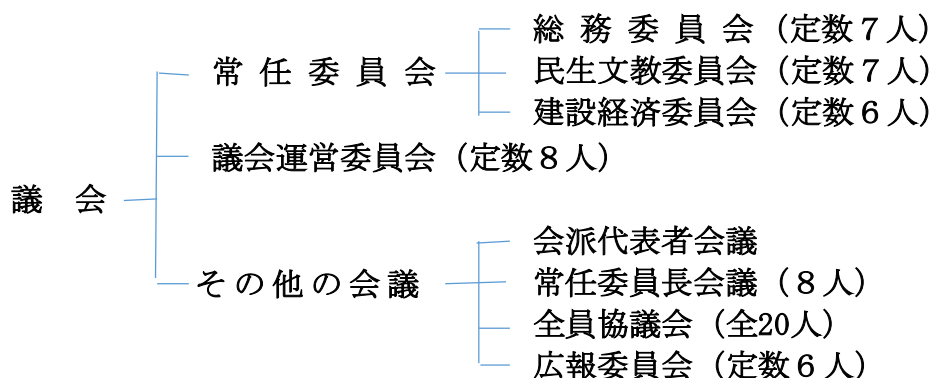 総務委員会（定数７人）
常任委員会
民生文教委員会（定数７人）
建設経済委員会（定数６人）
議会運営委員会（定数８人）
議　会
会派代表者会議
その他の会議
常任委員長会議（８人）
全員協議会（全20人）
広報委員会（定数６人）